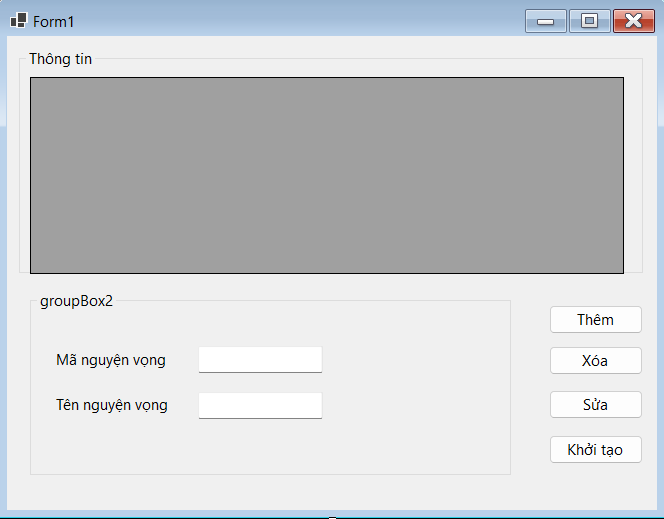 Form1
Thông tin
groupBox2
Mã nguyện vọng
Tên nguyện vọng
Thêm
Xóa
Sửa
Khởi tạo